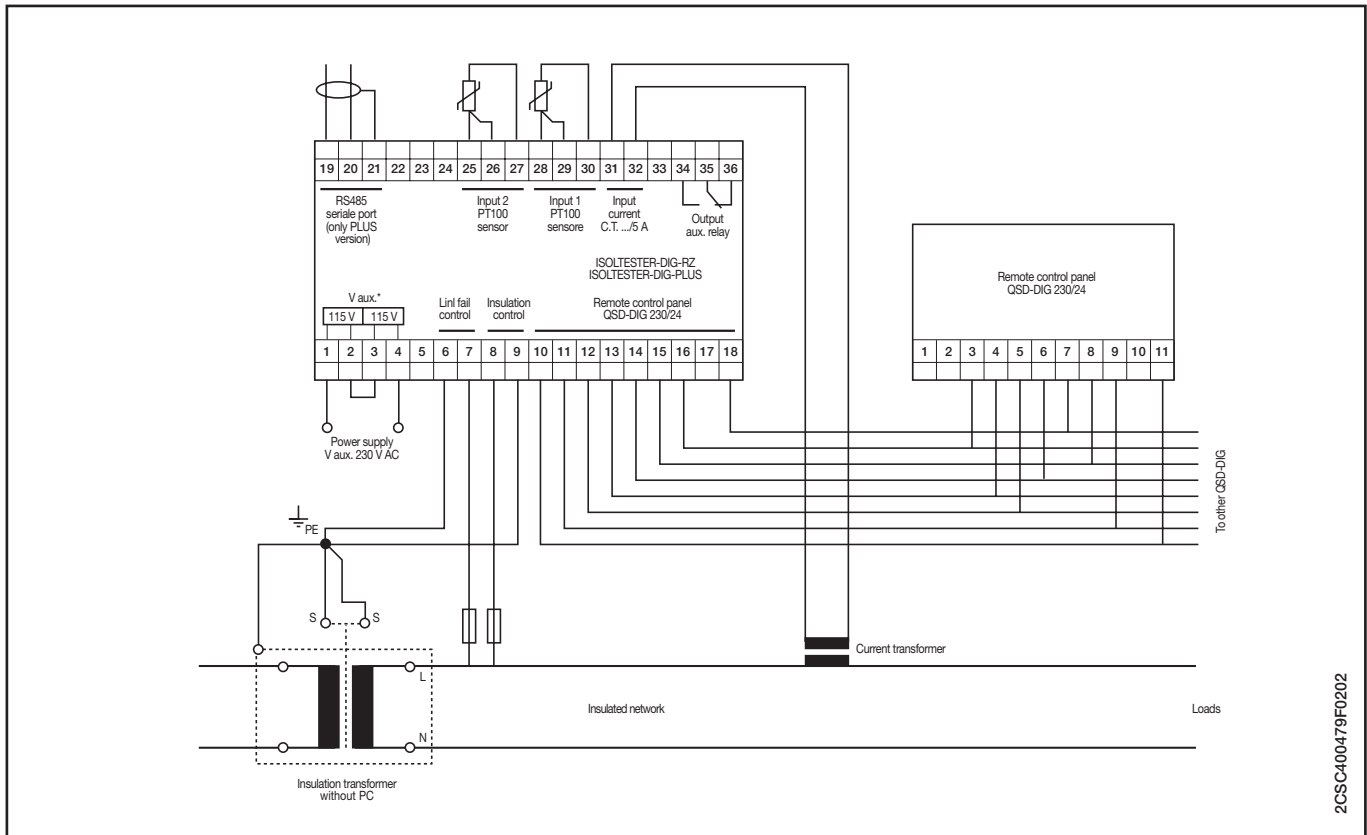 19 20 21 22 23 24 25 26 27 28 29 30 31 32 33 34 35 36
RS485
seriale port
(only PLUS
version)
Input 2
PT100
sensor
Input 1
PT100
sensore
Input
current
C.T. .../5 A
Output
aux. relay
ISOLTESTER-DIG-RZ
ISOLTESTER-DIG-PLUS
V aux.*
115 V 115 V
Linl fail
control
Insulation
control
Remote control panel
QSD-DIG 230/24
1 2 3 4 5 6 7 8 9 10 11 12 13 14 15 16 17 18
Power supply
V aux. 230 V AC
Remote control panel
QSD-DIG 230/24
1 2 3 4 5 6 7 8 9 10 11
To other QSD-DIG
PE
S S
L
N
Current transformer
Insulated network
Loads
Insulation transformer
without PC
2CSC400479F0202